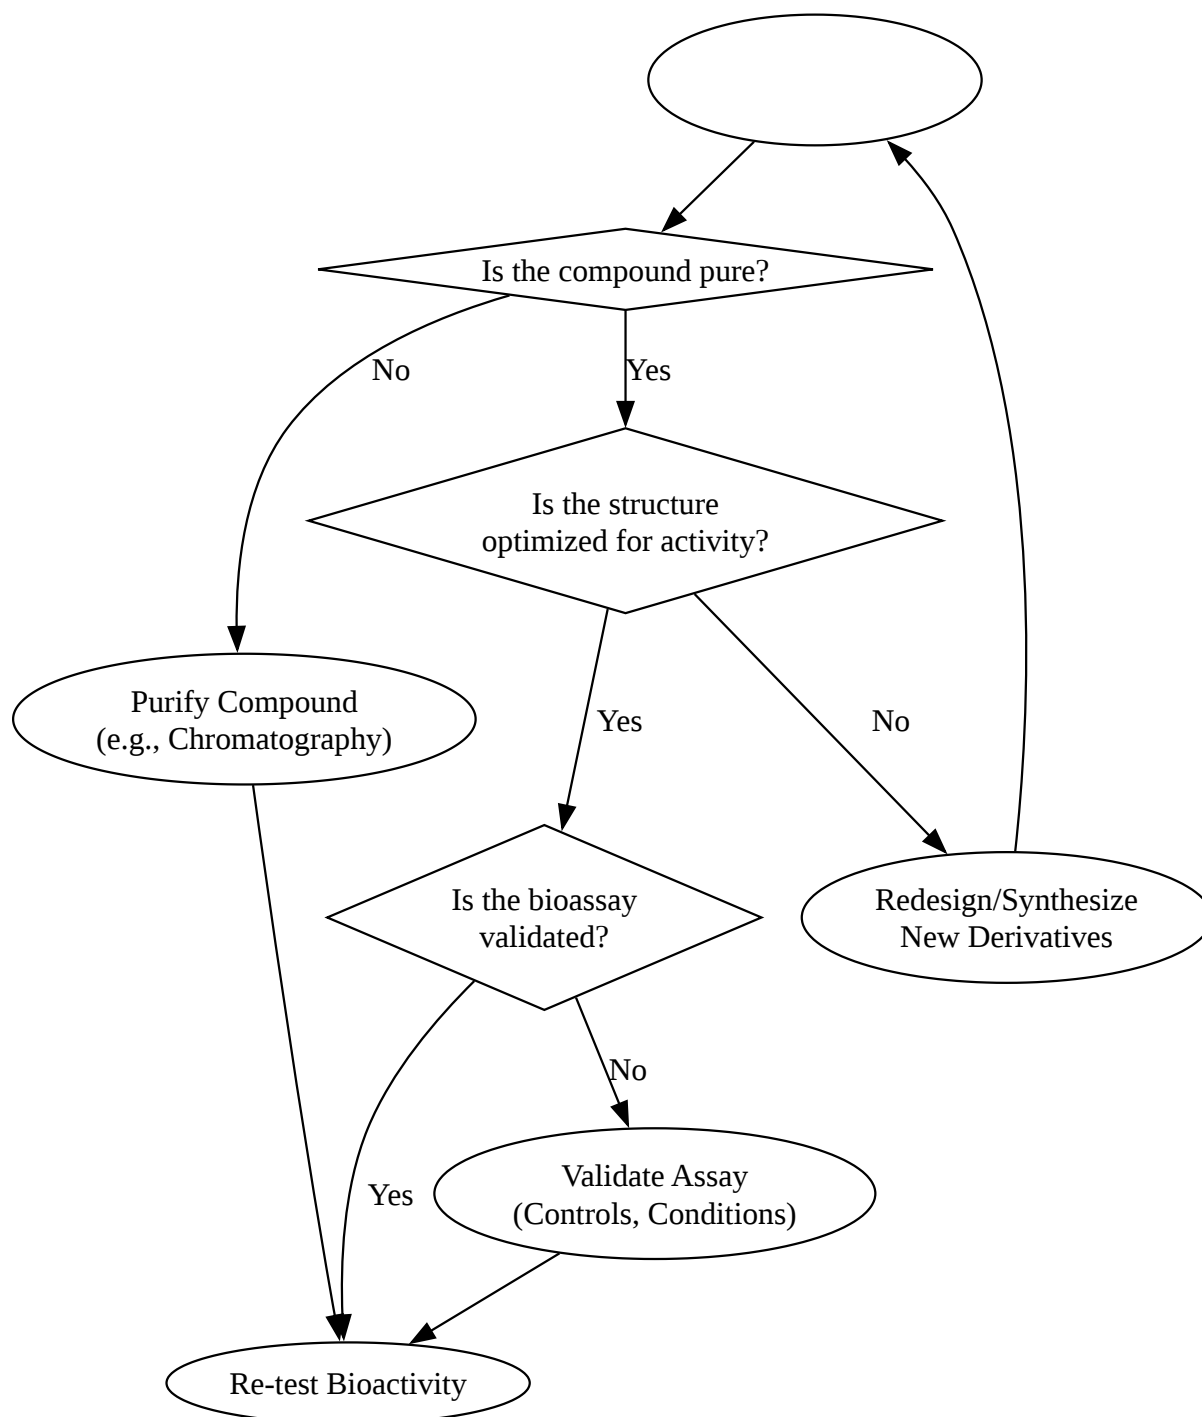 Is the compound pure?
No
Yes
Is the structure
optimized for activity?
Purify Compound
(e.g., Chromatography)
Yes
No
Is the bioassay
validated?
Redesign/Synthesize
New Derivatives
No
Yes
Validate Assay
(Controls, Conditions)
Re-test Bioactivity